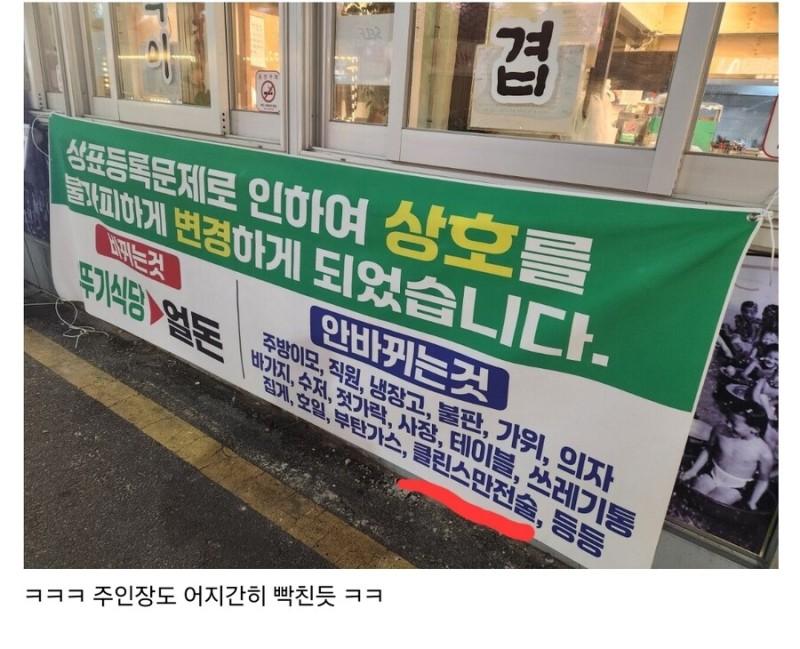 겹
상표등록문제로 인하여 상호를
불가피하게 변경하게 되었습니다.
바뀌는것
뚜기식당▶얼돈
안바뀌는것
주방이모, 직원, 냉장고, 불판, 가위, 의자
바가지, 수저, 젓가락, 사장, 테이블, 쓰레기통
집게, 호일, 부탄가스, 클린스만전술, 등등
ㅋㅋㅋ 주인장도 어지간히 빡친듯 ㅋㅋ